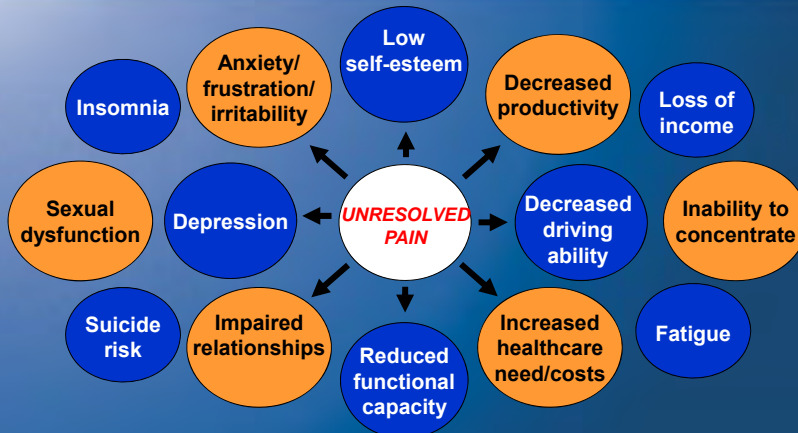 Low
self-esteem
Anxiety/
frustration/
irritability
Decreased
productivity
Insomnia
Loss of
income
Sexual
dysfunction
Depression
UNRESOLVED
PAIN
Decreased
driving
ability
Inability to
concentrate
Suicide
risk
Impaired
relationships
Reduced
functional
capacity
Increased
healthcare
need/costs
Fatigue